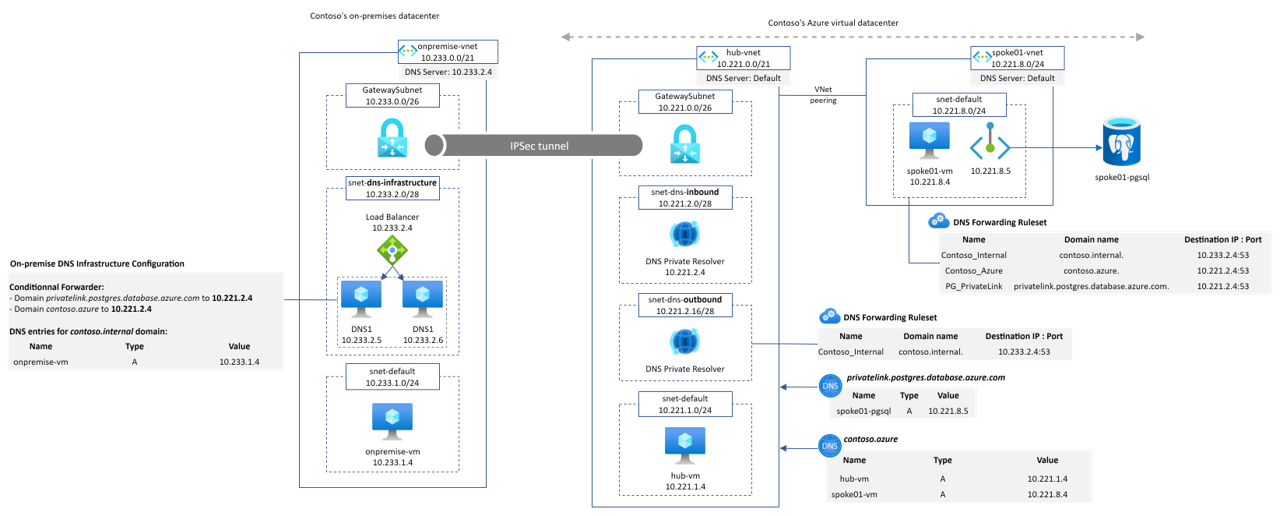 Contoso's on-premises datacenter
onpremise-vnet
10.233.0.0/21
DNS Server: 10.233.2.4
GatewaySubnet
10.233.0.0/26
snet-dns-infrastructure
10.233.2.0/28
Load Balancer
10.233.2.4
DNS1
10.233.2.5
DNS1
10.233.2.6
snet-default
10.233.1.0/24
onpremise-vm
10.233.1.4
On-premise DNS Infrastructure Configuration
Conditionnal Forwarder:
- Domain privatelink.postgres.database.azure.com to 10.221.2.4
- Domain contoso.azure to 10.221.2.4
DNS entries for contoso.internal domain:
Name Type Value
onpremise-vm A 10.233.1.4
IPSec tunnel
Contoso's Azure virtual datacenter
hub-vnet
10.221.0.0/21
DNS Server: Default
GatewaySubnet
10.221.0.0/26
snet-dns-inbound
10.221.2.0/28
DNS Private Resolver
10.221.2.4
snet-dns-outbound
10.221.2.16/28
DNS Private Resolver
snet-default
10.221.1.0/24
hub-vm
10.221.1.4
VNet
peering
spoke01-vnet
10.221.8.0/24
DNS Server: Default
snet-default
10.221.8.0/24
spoke01-vm
10.221.8.4
10.221.8.5
spoke01-pgsql
DNS Forwarding Ruleset
Name Domain name Destination IP : Port
Contoso_Internal contoso.internal. 10.233.2.4:53
Contoso_Azure contoso.azure. 10.221.2.4:53
PG_PrivateLink privatelink.postgres.database.azure.com. 10.221.2.4:53
DNS Forwarding Ruleset
Name Domain name Destination IP : Port
Contoso_Internal contoso.internal. 10.233.2.4:53
DNS
privatelink.postgres.database.azure.com
Name Type Value
spoke01-pgsql A 10.221.8.5
DNS
contoso.azure
Name Type Value
hub-vm A 10.221.1.4
spoke01-vm A 10.221.8.4